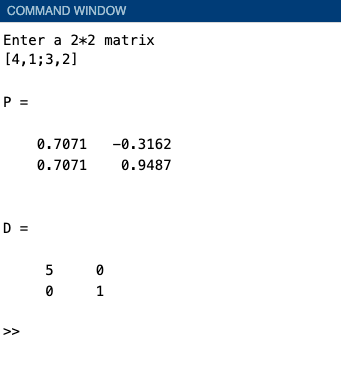 COMMAND WINDOW
Enter a 2*2 matrix
[4,1;3,2]
P =
0.7071 -0.3162
0.7071 0.9487
D =
5 0
0 1
>>